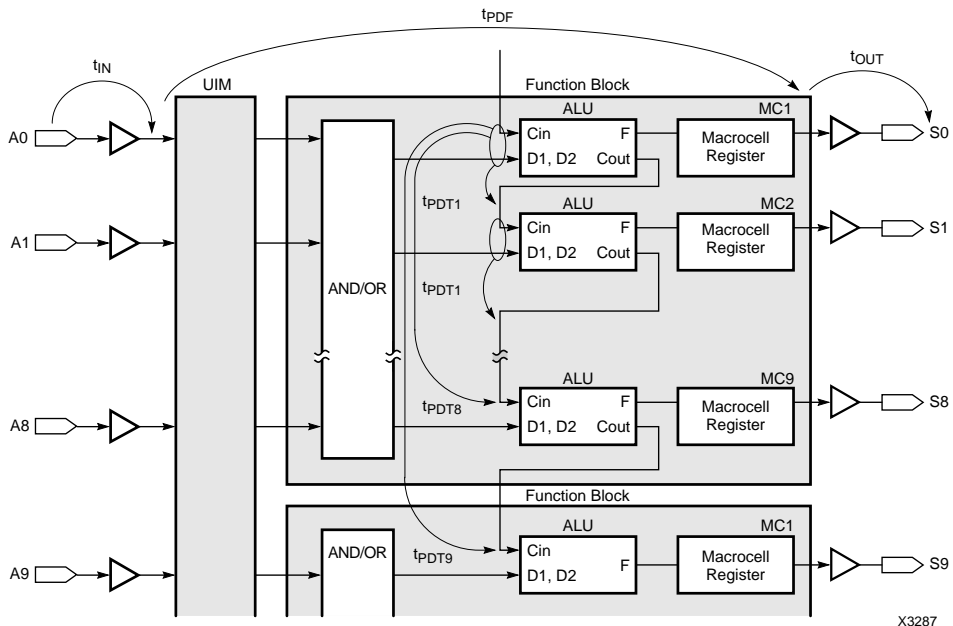 tPDF
tIN
tOUT
UIM
Function Block
ALU
MC1
A0
Cin
F
D1, D2
Cout
Macrocell
Register
S0
tPDT1
ALU
MC2
A1
Cin
F
D1, D2
Cout
Macrocell
Register
S1
AND/OR
tPDT1
ALU
MC9
A8
tPDT8
Cin
F
D1, D2
Cout
Macrocell
Register
S8
Function Block
ALU
MC1
A9
AND/OR
tPDT9
Cin
D1, D2
F
Macrocell
Register
S9
X3287